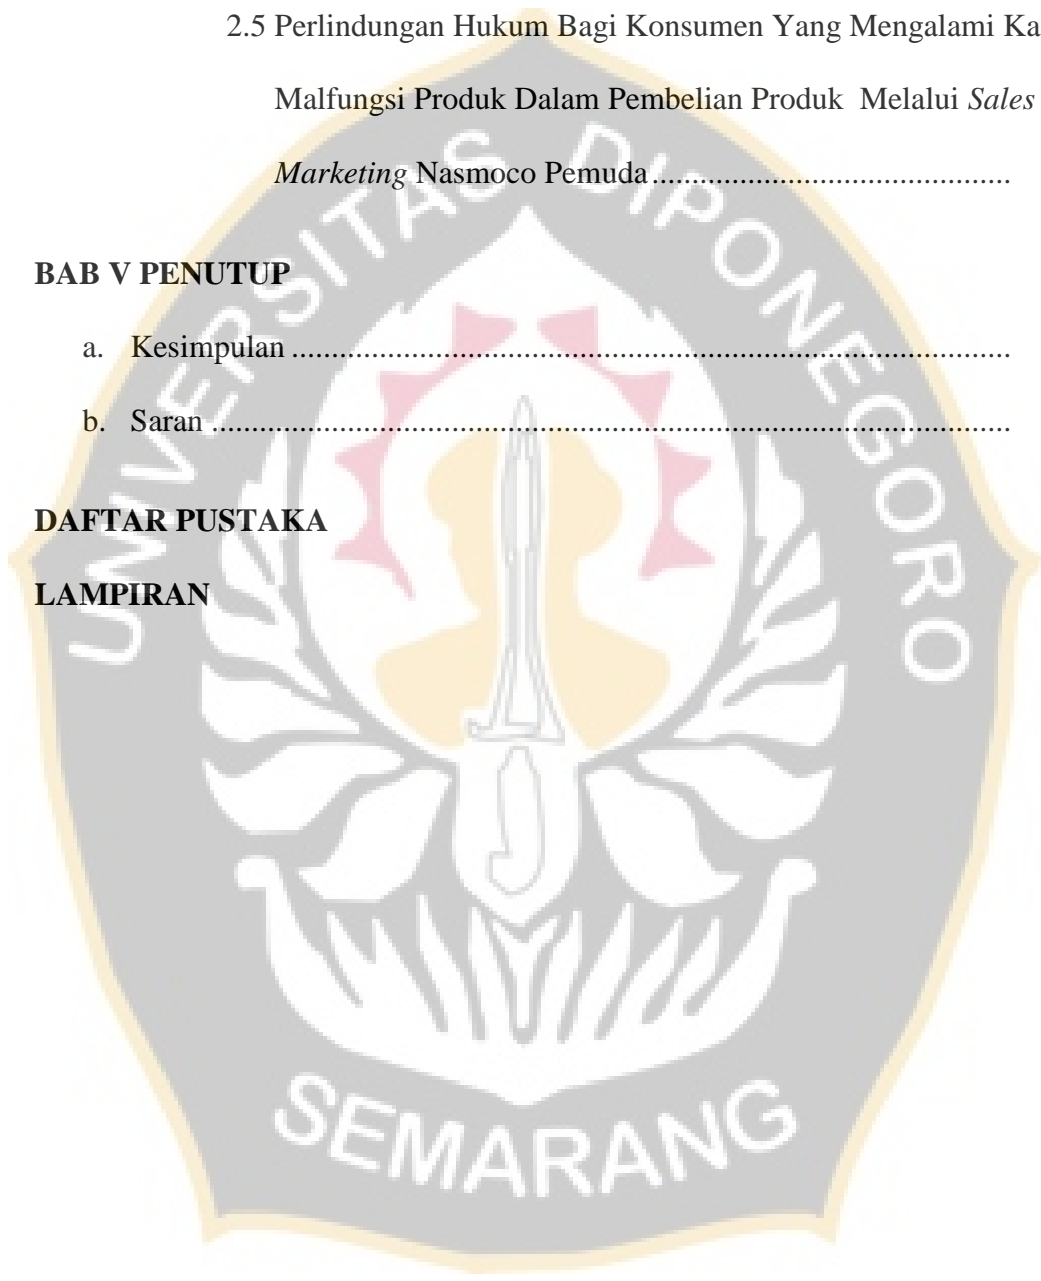 2.5 Perlindungan Hukum Bagi Konsumen Yang Mengalami Ka
Malfungsi Produk Dalam Pembelian Produk Melalui Sales
Marketing Nasmoco Pemuda............................................
BAB V PENUTUP
a. Kesimpulan ........................................................................................
b. Saran ..................................................................................................
DAFTAR PUSTAKA
LAMPIRAN
UNIVERSITAS DIPONEGORO
SEMARANG